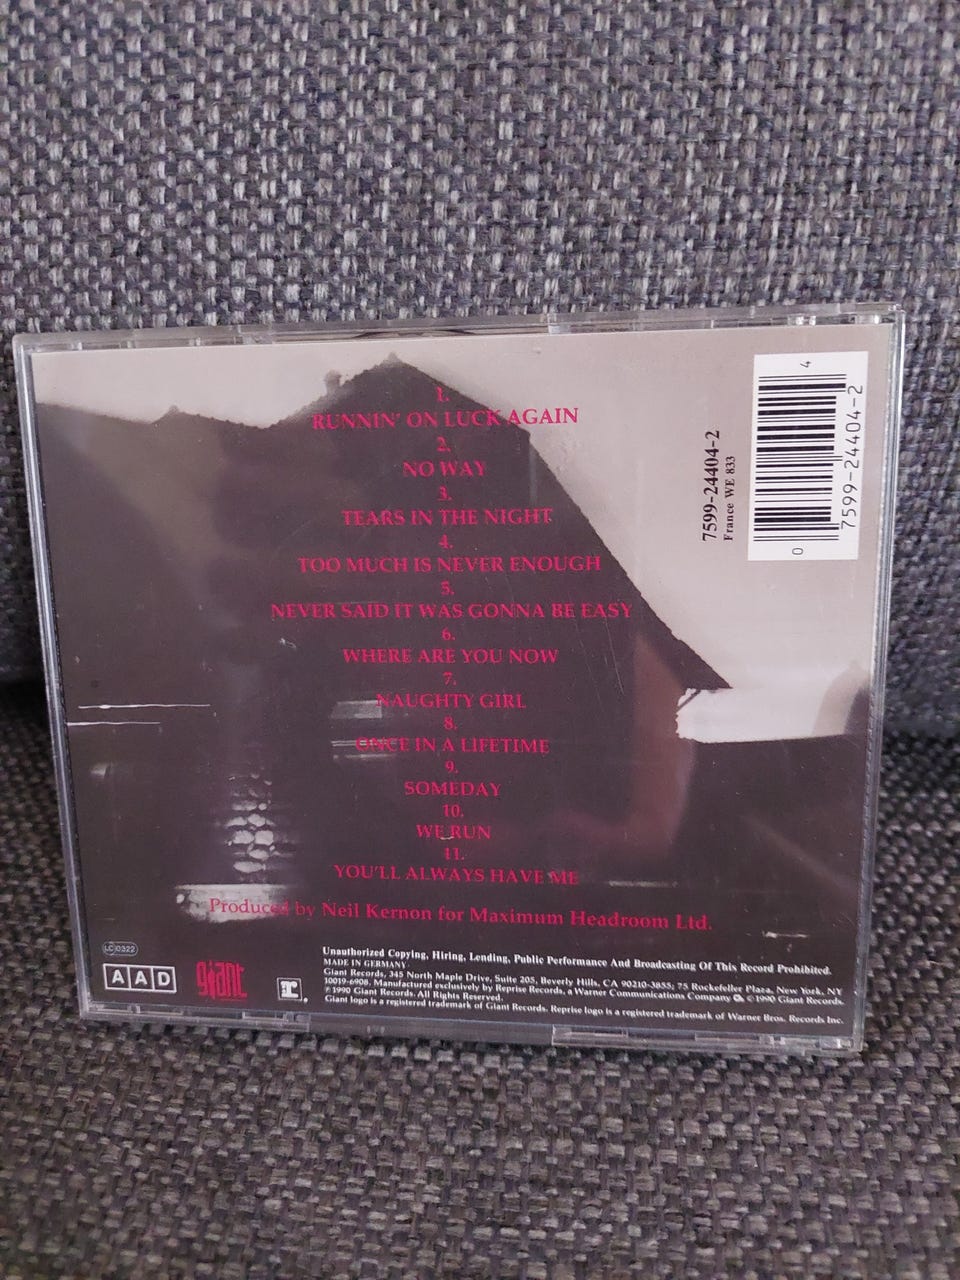 1.
RUNNIN' ON LUCK AGAIN
2.
NO WAY
3.
TEARS IN THE NIGHT
4.
TOO MUCH IS NEVER ENOUGH
5.
NEVER SAID IT WAS GONNA BE EASY
6.
WHERE ARE YOU NOW
7.
NAUGHTY GIRL
8.
ONCE IN A LIFETIME
9.
SOMEDAY
10.
WE RUN
11.
YOU'LL ALWAYS HAVE ME
Produced by Neil Kernon for Maximum Headroom Ltd.
7599-24404-2
France WE 833
0 7599-24404-2 4
LC 0322
AAD
giant
r
Unauthorized Copying, Hiring, Lending, Public Performance And Broadcasting Of This Record Prohibited.
MADE IN GERMANY.
Giant Records, 345 North Maple Drive, Suite 205, Beverly Hills, CA 90210-3855; 75 Rockefeller Plaza, New York, NY
10019-6908. Manufactured exclusively by Reprise Records, a Warner Communications Company ©1990 Giant Records.
℗ 1990 Giant Records. All Rights Reserved.
Giant logo is a registered trademark of Giant Records. Reprise logo is a registered trademark of Warner Bros. Records Inc.